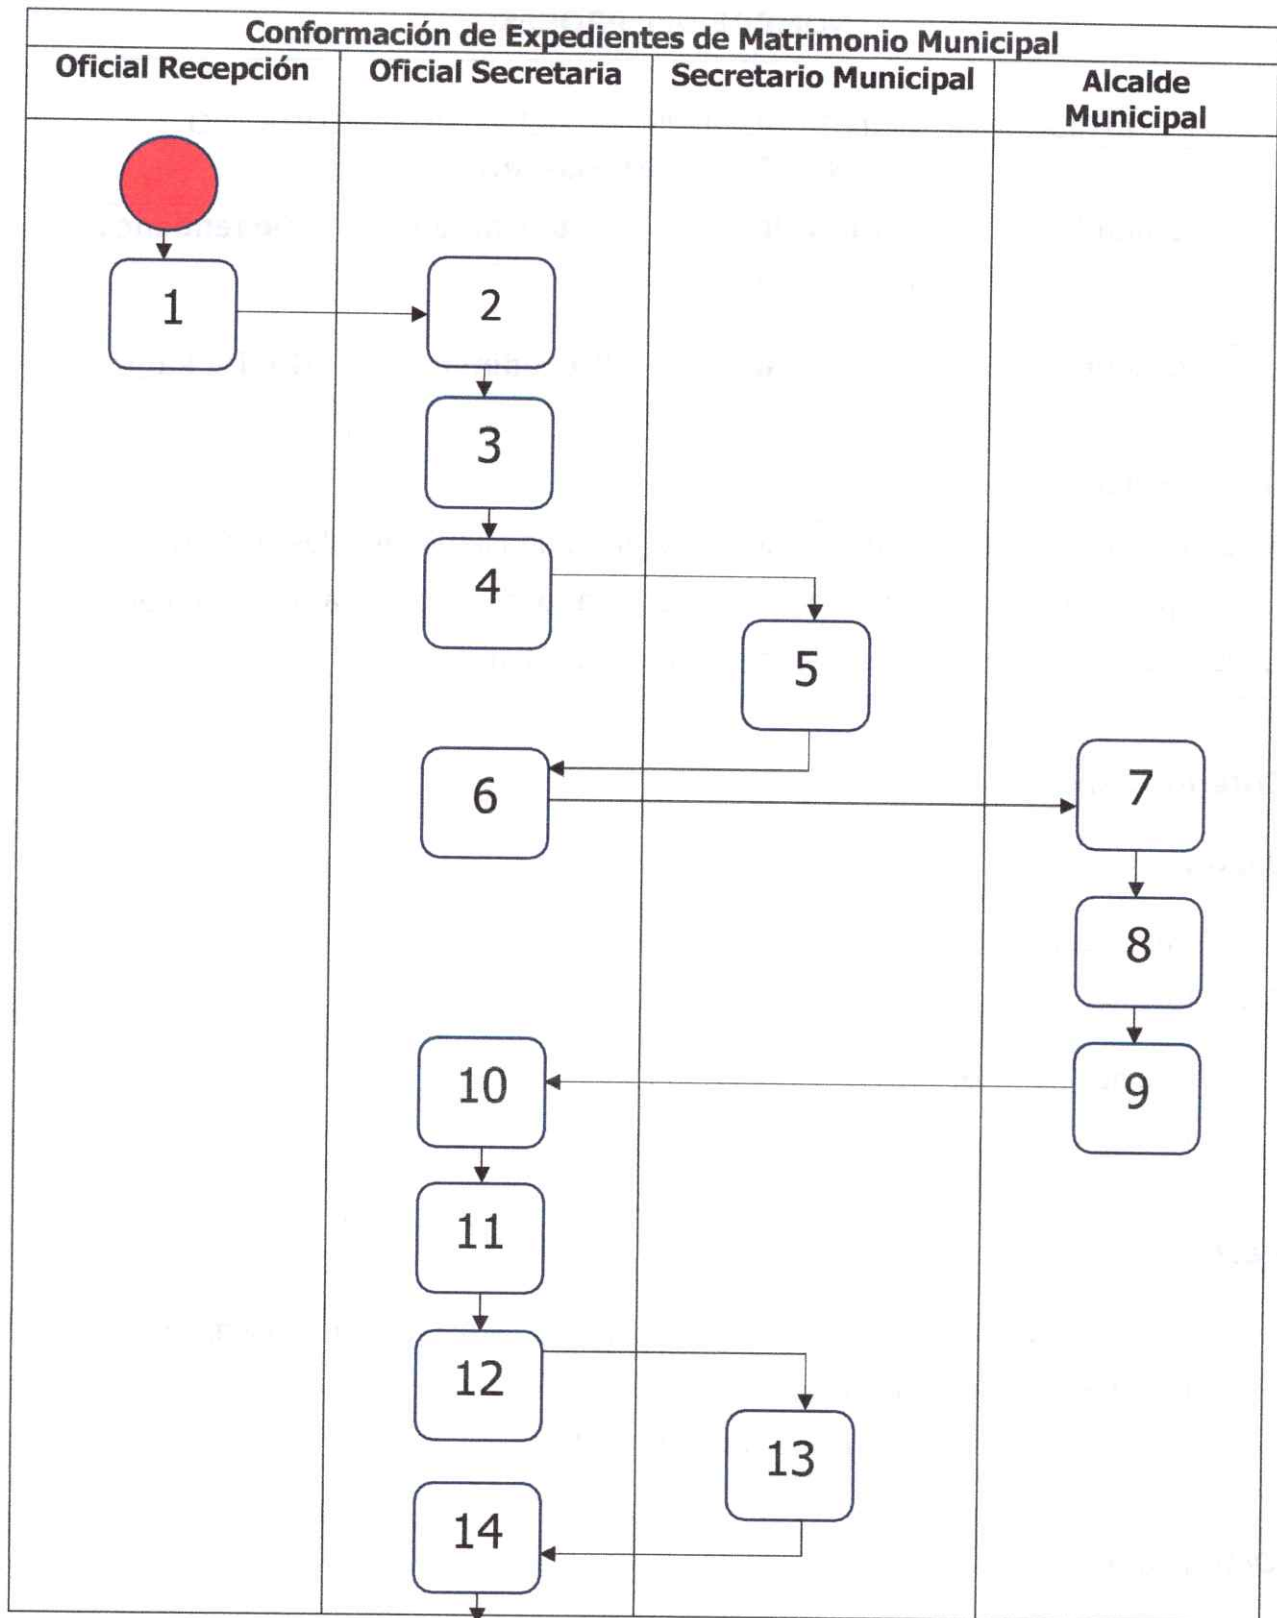 Conformación de Expedientes de Matrimonio Municipal
Oficial Recepción
Oficial Secretaria
Secretario Municipal
Alcalde
Municipal
1
2
3
4
5
6
7
8
9
10
11
12
13
14